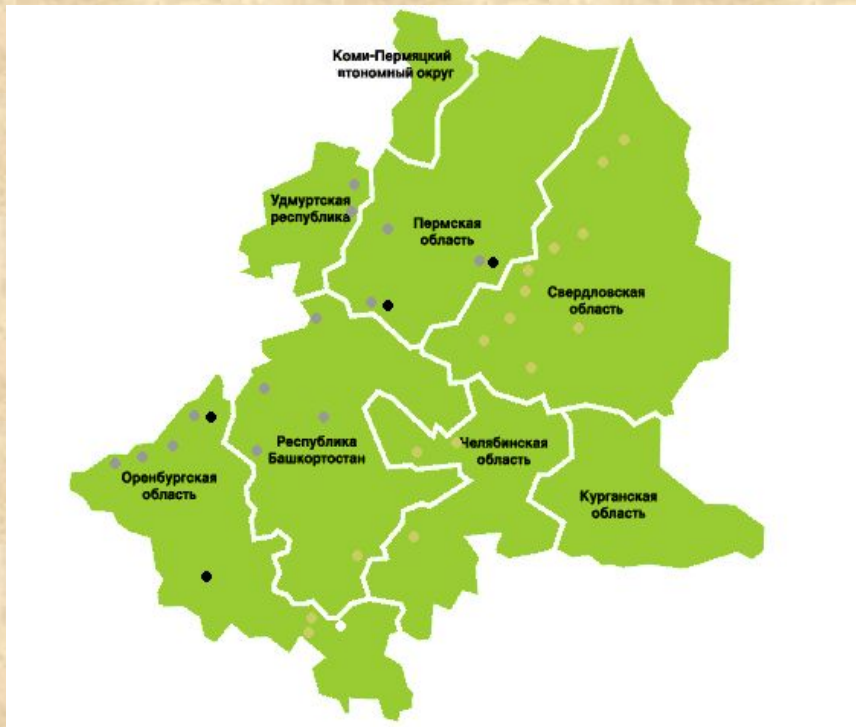 Коми-Пермяцкий
втономный округ
Удмуртская
республика
Пермская
область
Свердловская
область
Республика
Башкортостан
Челябинская
область
Оренбургская
область
Курганская
область